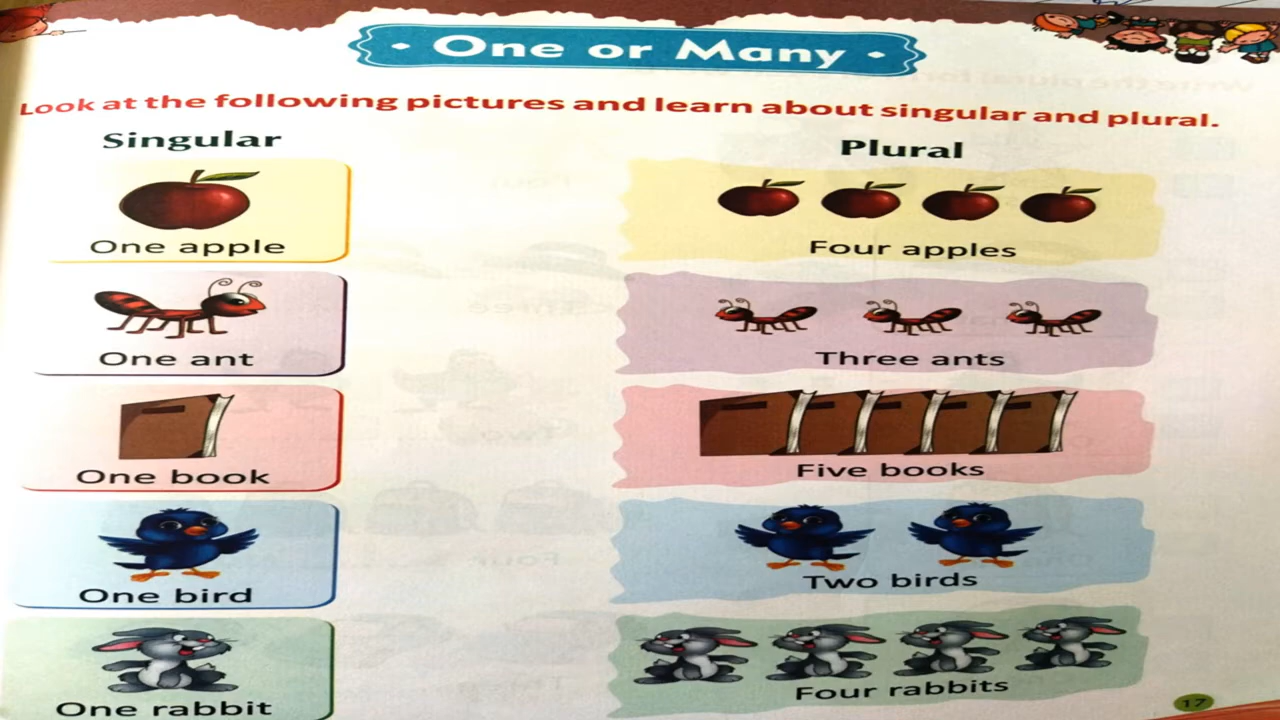 One or Many
Look at the following pictures and learn about singular and plural.
Singular
Plural
One apple
Four apples
One ant
Three ants
One book
Five books
One bird
Two birds
One rabbit
Four rabbits
17